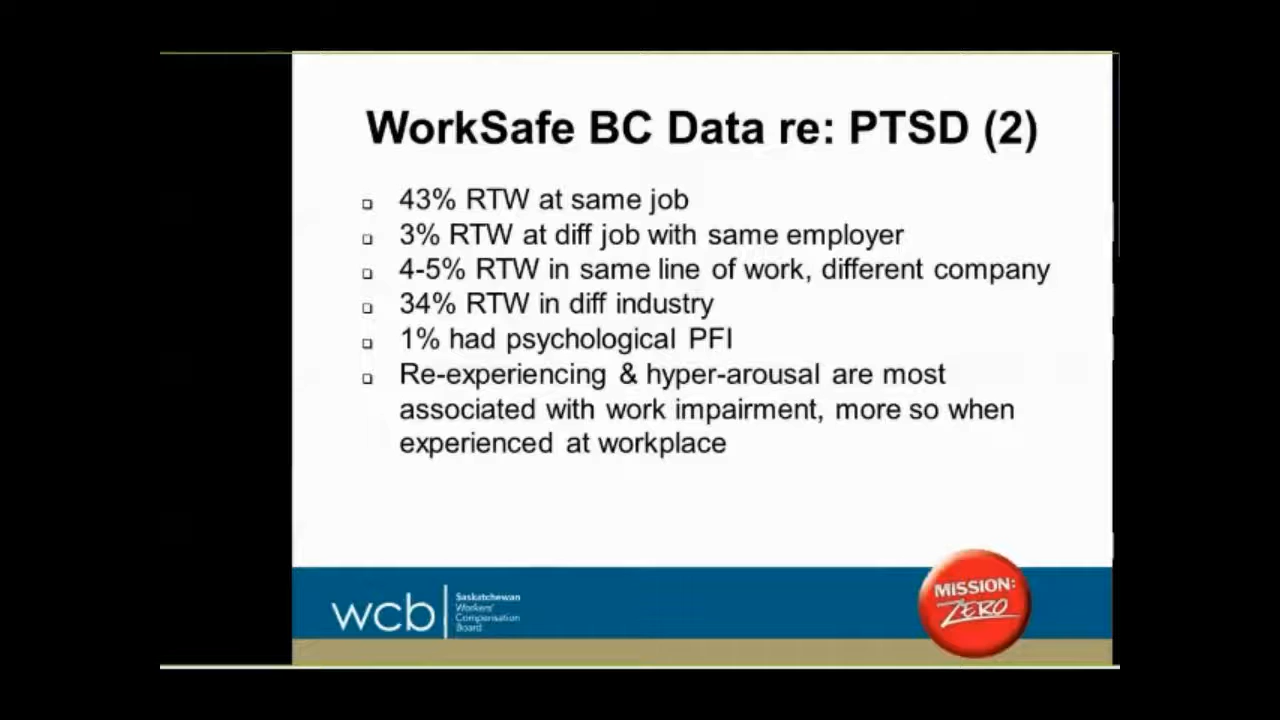 WorkSafe BC Data re: PTSD (2)
43% RTW at same job
3% RTW at diff job with same employer
4-5% RTW in same line of work, different company
34% RTW in diff industry
1% had psychological PFI
Re-experiencing & hyper-arousal are most
associated with work impairment, more so when
experienced at workplace
wcb
Saskatchewan
Workers'
Compensation
Board
MISSION:
ZERO